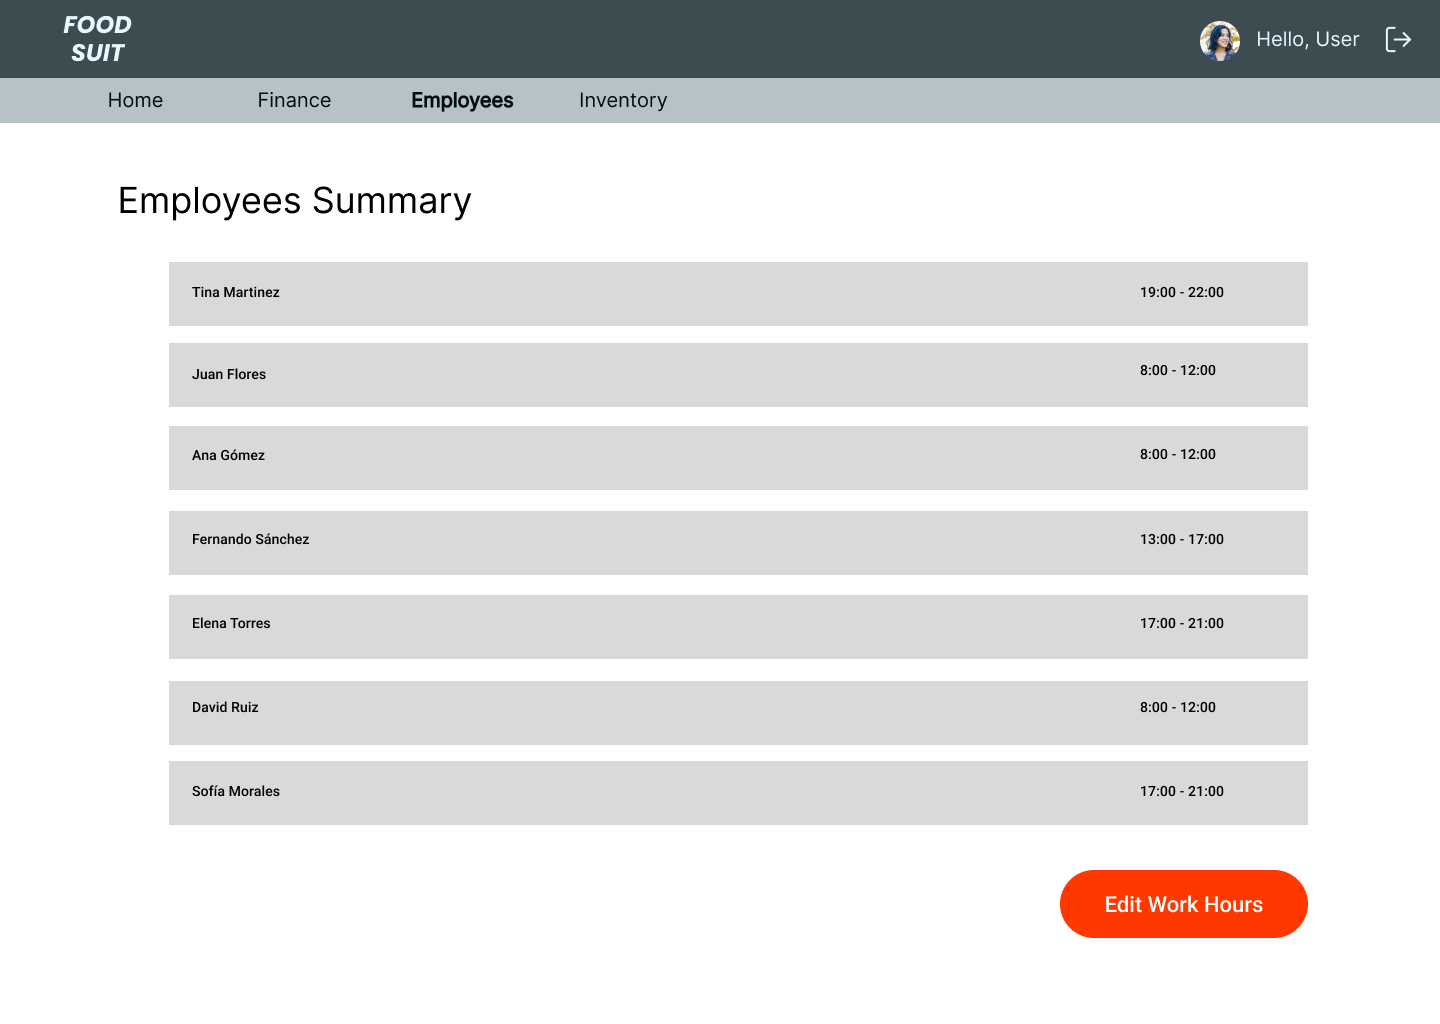 FOOD
SUIT
Hello, User
Home Finance Employees Inventory
Employees Summary
Tina Martinez 19:00 - 22:00
Juan Flores 8:00 - 12:00
Ana Gómez 8:00 - 12:00
Fernando Sánchez 13:00 - 17:00
Elena Torres 17:00 - 21:00
David Ruiz 8:00 - 12:00
Sofía Morales 17:00 - 21:00
Edit Work Hours